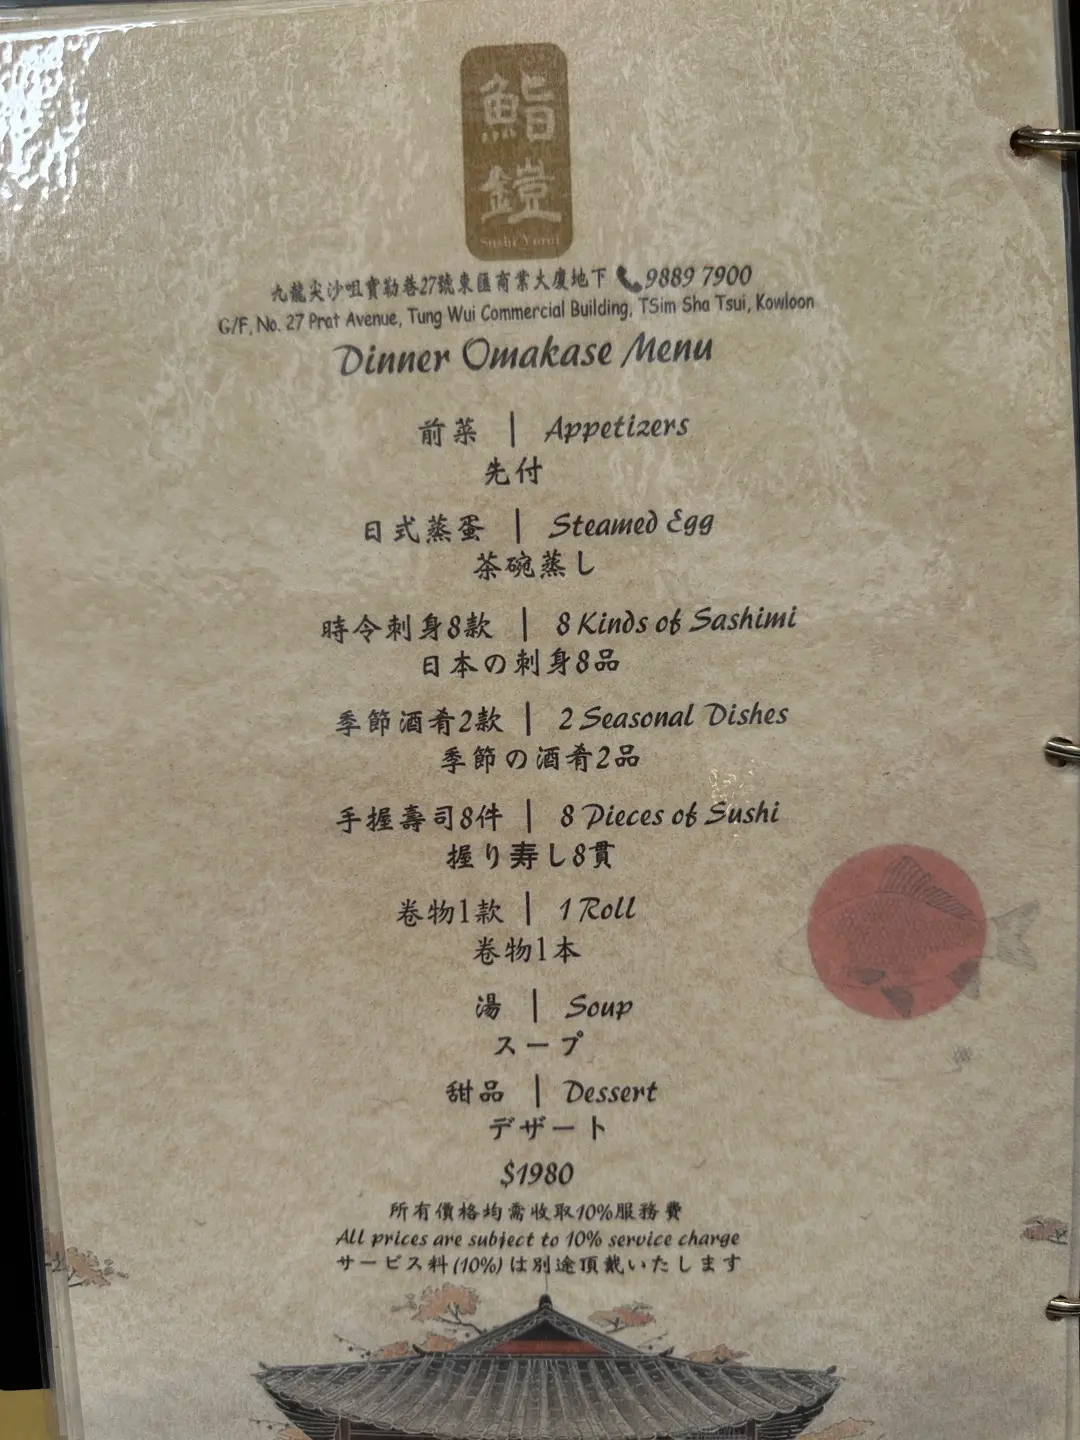 鮨
鎧
Sushi Yoroi
九龍尖沙咀寶勒巷27號東匯商業大廈地下 📞9889 7900
G/F, No. 27 Prat Avenue, Tung Wui Commercial Building, TSim Sha Tsui, Kowloon
Dinner Omakase Menu
前菜 | Appetizers
先付
日式蒸蛋 | Steamed Egg
茶碗蒸し
時令刺身8款 | 8 Kinds of Sashimi
日本の刺身8品
季節酒肴2款 | 2 Seasonal Dishes
季節の酒肴2品
手握壽司8件 | 8 Pieces of Sushi
握り寿し8貫
卷物1款 | 1 Roll
卷物1本
湯 | Soup
スープ
甜品 | Dessert
デザート
$1980
所有價格均需收取10%服務費
All prices are subject to 10% service charge
サービス料(10%)は別途頂戴いたします